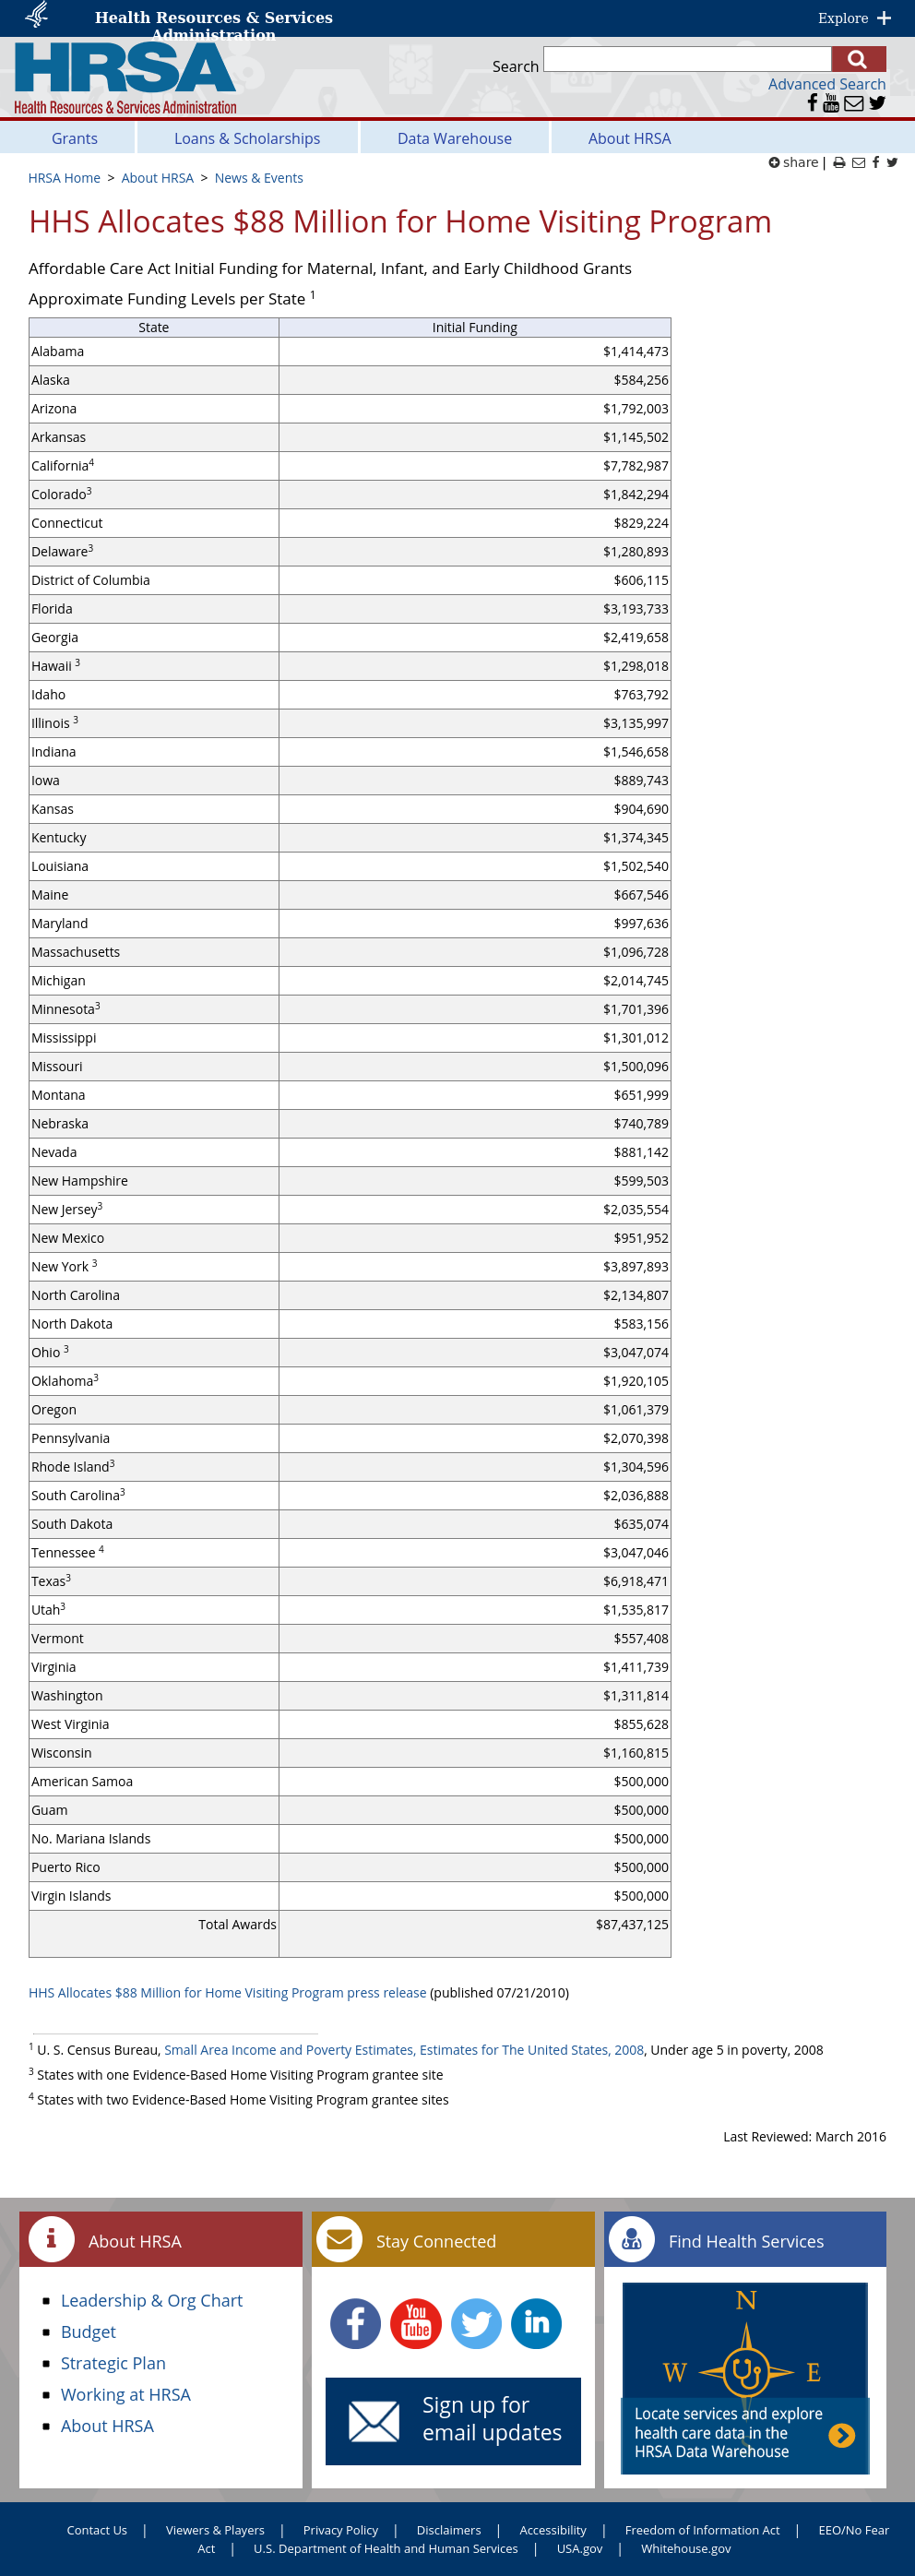 Health Resources & Services
Administration
Explore
HRSA
Health Resources & Services Administration
Search
Advanced Search
Grants
Loans & Scholarships
Data Warehouse
About HRSA
share |
HRSA Home > About HRSA > News & Events
HHS Allocates $88 Million for Home Visiting Program
Affordable Care Act Initial Funding for Maternal, Infant, and Early Childhood Grants
Approximate Funding Levels per State 1
State Initial Funding
Alabama $1,414,473
Alaska $584,256
Arizona $1,792,003
Arkansas $1,145,502
California4 $7,782,987
Colorado3 $1,842,294
Connecticut $829,224
Delaware3 $1,280,893
District of Columbia $606,115
Florida $3,193,733
Georgia $2,419,658
Hawaii 3 $1,298,018
Idaho $763,792
Illinois 3 $3,135,997
Indiana $1,546,658
Iowa $889,743
Kansas $904,690
Kentucky $1,374,345
Louisiana $1,502,540
Maine $667,546
Maryland $997,636
Massachusetts $1,096,728
Michigan $2,014,745
Minnesota3 $1,701,396
Mississippi $1,301,012
Missouri $1,500,096
Montana $651,999
Nebraska $740,789
Nevada $881,142
New Hampshire $599,503
New Jersey3 $2,035,554
New Mexico $951,952
New York 3 $3,897,893
North Carolina $2,134,807
North Dakota $583,156
Ohio 3 $3,047,074
Oklahoma3 $1,920,105
Oregon $1,061,379
Pennsylvania $2,070,398
Rhode Island3 $1,304,596
South Carolina3 $2,036,888
South Dakota $635,074
Tennessee 4 $3,047,046
Texas3 $6,918,471
Utah3 $1,535,817
Vermont $557,408
Virginia $1,411,739
Washington $1,311,814
West Virginia $855,628
Wisconsin $1,160,815
American Samoa $500,000
Guam $500,000
No. Mariana Islands $500,000
Puerto Rico $500,000
Virgin Islands $500,000
Total Awards $87,437,125
HHS Allocates $88 Million for Home Visiting Program press release (published 07/21/2010)
1 U. S. Census Bureau, Small Area Income and Poverty Estimates, Estimates for The United States, 2008, Under age 5 in poverty, 2008
3 States with one Evidence-Based Home Visiting Program grantee site
4 States with two Evidence-Based Home Visiting Program grantee sites
Last Reviewed: March 2016
About HRSA
Leadership & Org Chart
Budget
Strategic Plan
Working at HRSA
About HRSA
Stay Connected
You Tube
in
Sign up for
email updates
Find Health Services
N
W E
Locate services and explore
health care data in the
HRSA Data Warehouse
Contact Us | Viewers & Players | Privacy Policy | Disclaimers | Accessibility | Freedom of Information Act | EEO/No Fear
Act | U.S. Department of Health and Human Services | USA.gov | Whitehouse.gov